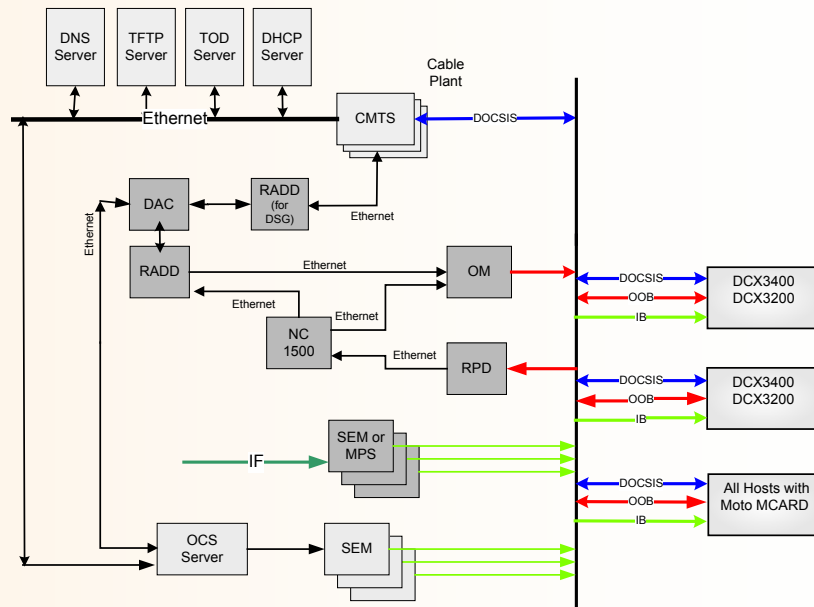 DNS
Server
TFTP
Server
TOD
Server
DHCP
Server
Cable
Plant
Ethernet
CMTS
DOCSIS
Ethernet
DAC
RADD
(for
DSG)
Ethernet
RADD
Ethernet
OM
Ethernet
Ethernet
NC
1500
Ethernet
RPD
DOCSIS
OOB
IB
DCX3400
DCX3200
DOCSIS
OOB
IB
DCX3400
DCX3200
IF
SEM or
MPS
DOCSIS
OOB
IB
All Hosts with
Moto MCARD
OCS
Server
SEM